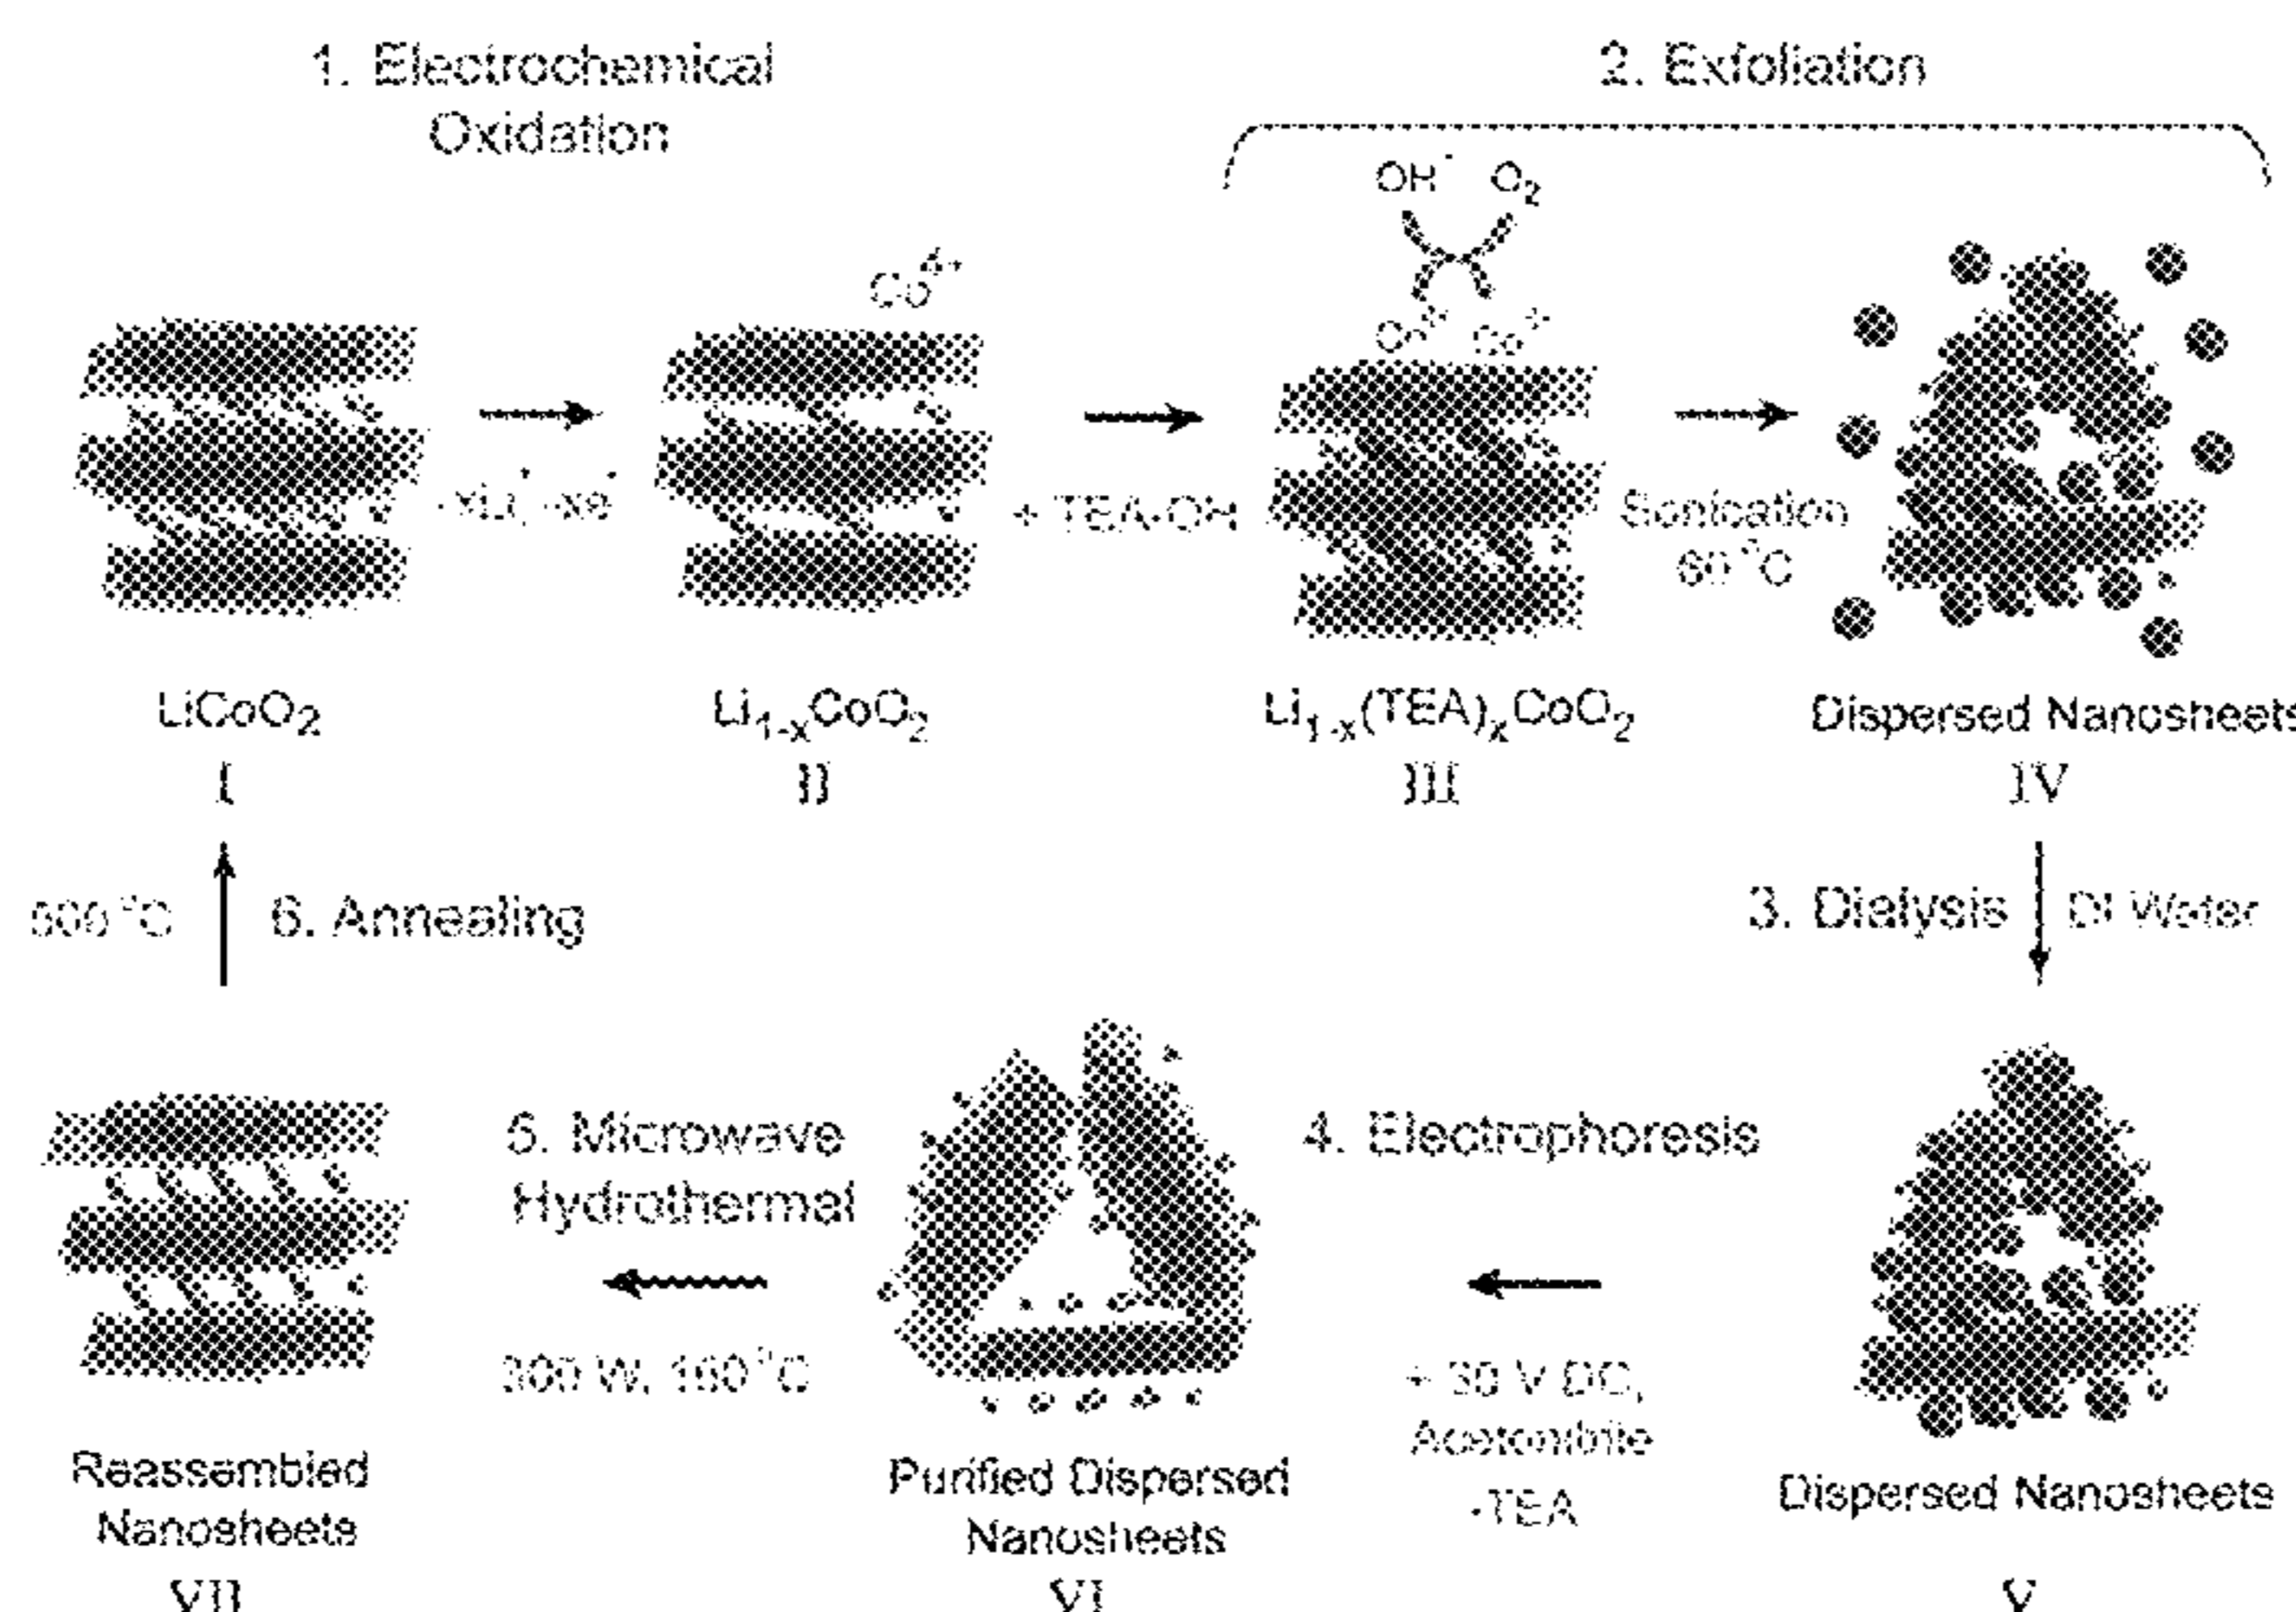 1. Electrochemical
Oxidation
2. Exfoliation
OH⁻ O₂
Co⁴⁺
Co Co
-xLi⁺, -xe⁻
+ TEA-OH
Sonication
°C
LiCoO₂
Li₁₋ₓCoO₂
Li₁₋ₓ(TEA)ₓCoO₂
Dispersed Nanosheets
I
II
III
IV
°C
6. Annealing
3. Dialysis
DI Water
5. Microwave
Hydrothermal
4. Electrophoresis
300 W, °C
+ 30 V DC,
Acetonitrile
-TEA
Reassembled
Nanosheets
Purified Dispersed
Nanosheets
Dispersed Nanosheets
VII
VI
V